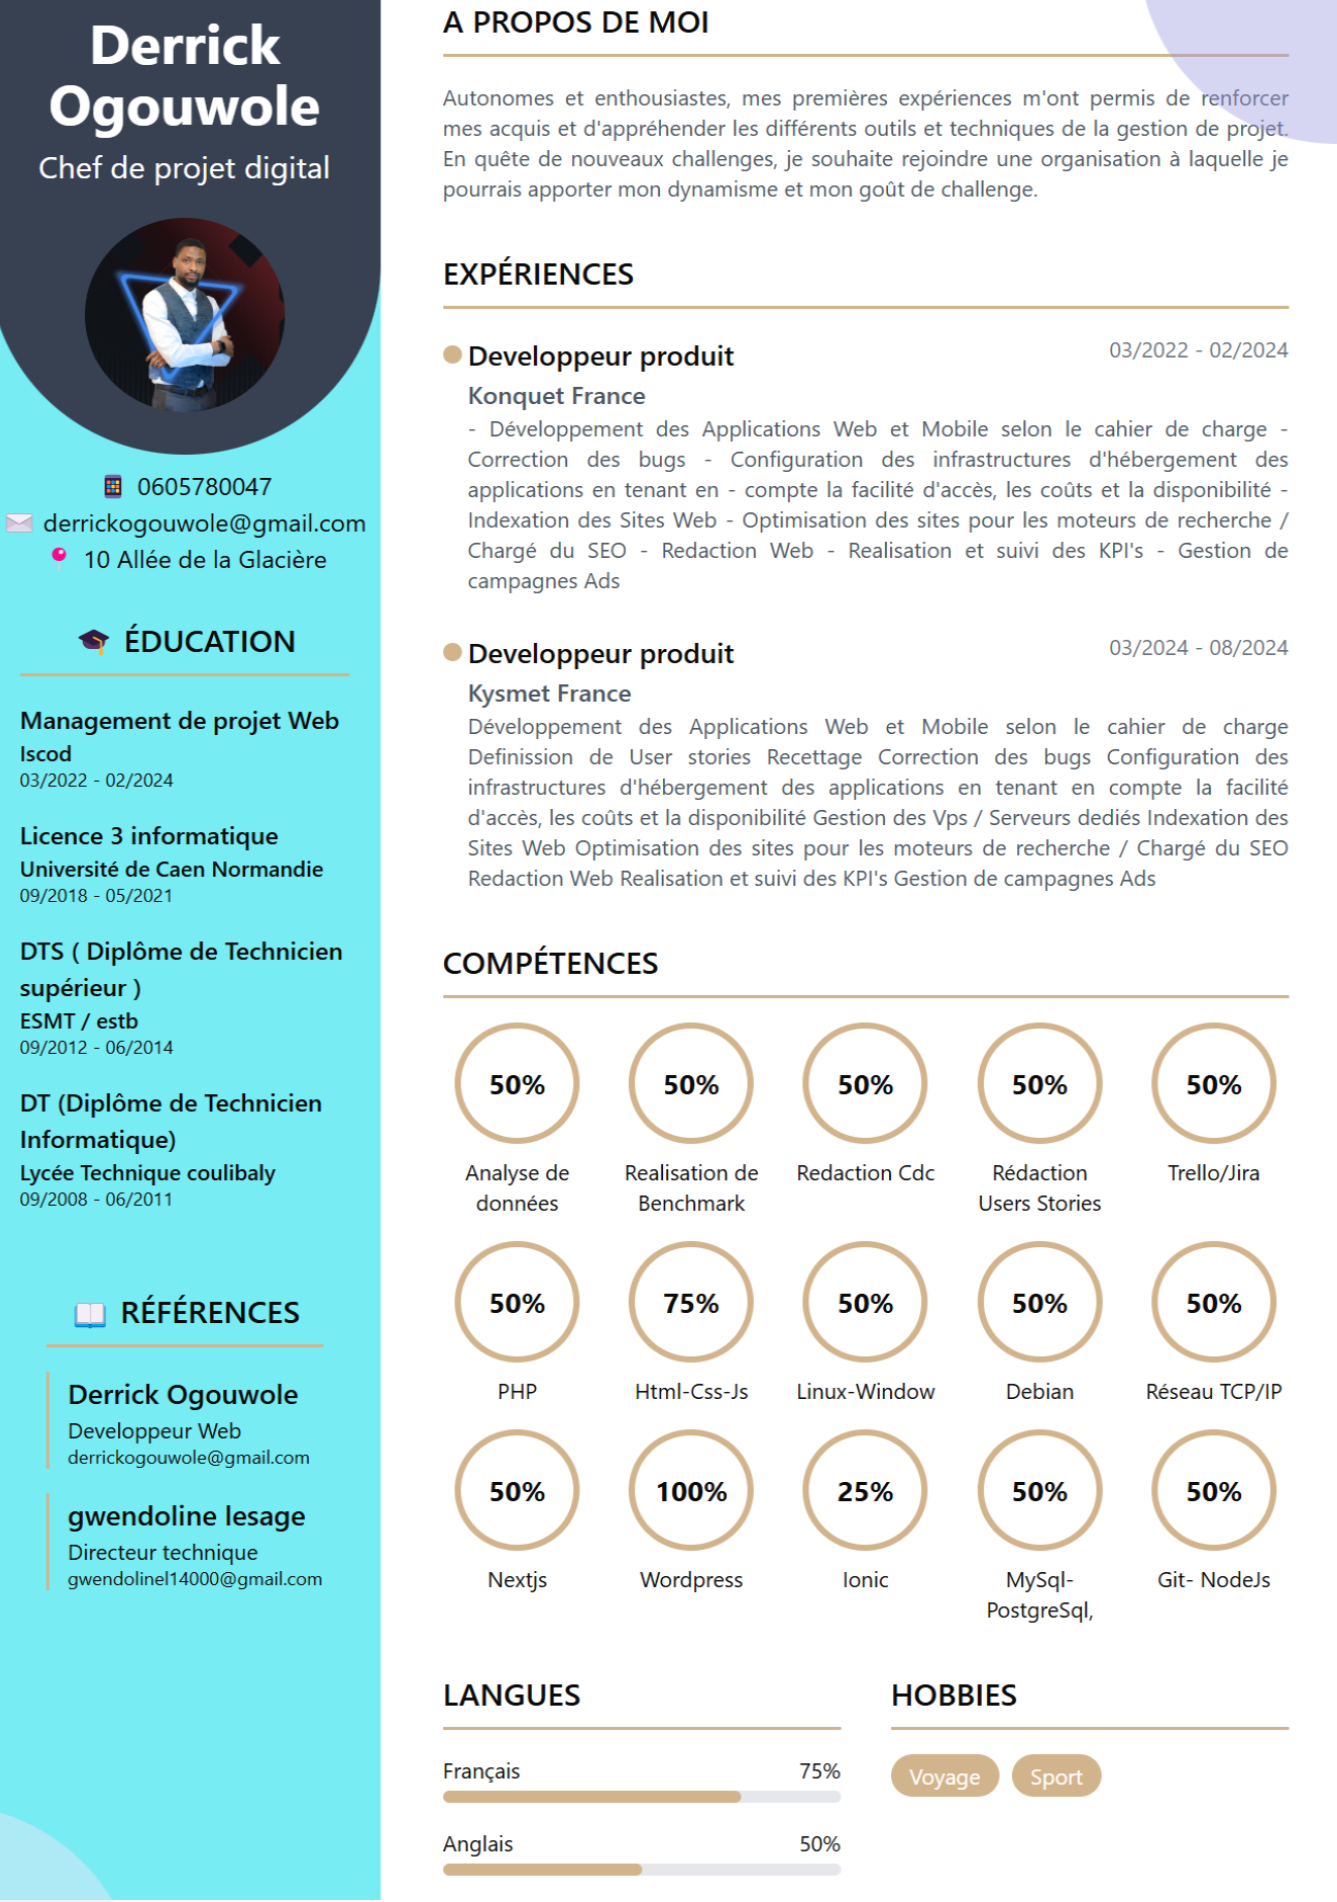 Derrick
Ogouwole
Chef de projet digital
0605780047
derrickogouwole@gmail.com
10 Allée de la Glacière
ÉDUCATION
Management de projet Web
Iscod
03/2022 - 02/2024
Licence 3 informatique
Université de Caen Normandie
09/2018 - 05/2021
DTS ( Diplôme de Technicien
supérieur )
ESMT / estb
09/2012 - 06/2014
DT (Diplôme de Technicien
Informatique)
Lycée Technique coulibaly
09/2008 - 06/2011
RÉFÉRENCES
Derrick Ogouwole
Developpeur Web
derrickogouwole@gmail.com
gwendoline lesage
Directeur technique
gwendolinel14000@gmail.com
A PROPOS DE MOI
Autonomes et enthousiastes, mes premières expériences m'ont permis de renforcer
mes acquis et d'appréhender les différents outils et techniques de la gestion de projet.
En quête de nouveaux challenges, je souhaite rejoindre une organisation à laquelle je
pourrais apporter mon dynamisme et mon goût de challenge.
EXPÉRIENCES
Developpeur produit 03/2022 - 02/2024
Konquet France
- Développement des Applications Web et Mobile selon le cahier de charge -
Correction des bugs - Configuration des infrastructures d'hébergement des
applications en tenant en - compte la facilité d'accès, les coûts et la disponibilité -
Indexation des Sites Web - Optimisation des sites pour les moteurs de recherche /
Chargé du SEO - Redaction Web - Realisation et suivi des KPI's - Gestion de
campagnes Ads
Developpeur produit 03/2024 - 08/2024
Kysmet France
Développement des Applications Web et Mobile selon le cahier de charge
Definission de User stories Recettage Correction des bugs Configuration des
infrastructures d'hébergement des applications en tenant en compte la facilité
d'accès, les coûts et la disponibilité Gestion des Vps / Serveurs dediés Indexation des
Sites Web Optimisation des sites pour les moteurs de recherche / Chargé du SEO
Redaction Web Realisation et suivi des KPI's Gestion de campagnes Ads
COMPÉTENCES
50% 50% 50% 50% 50%
Analyse de Realisation de Redaction Cdc Rédaction Trello/Jira
données Benchmark Users Stories
50% 75% 50% 50% 50%
PHP Html-Css-Js Linux-Window Debian Réseau TCP/IP
50% 100% 25% 50% 50%
Nextjs Wordpress Ionic MySql- Git- NodeJs
PostgreSql,
LANGUES
Français 75%
Anglais 50%
HOBBIES
Voyage Sport